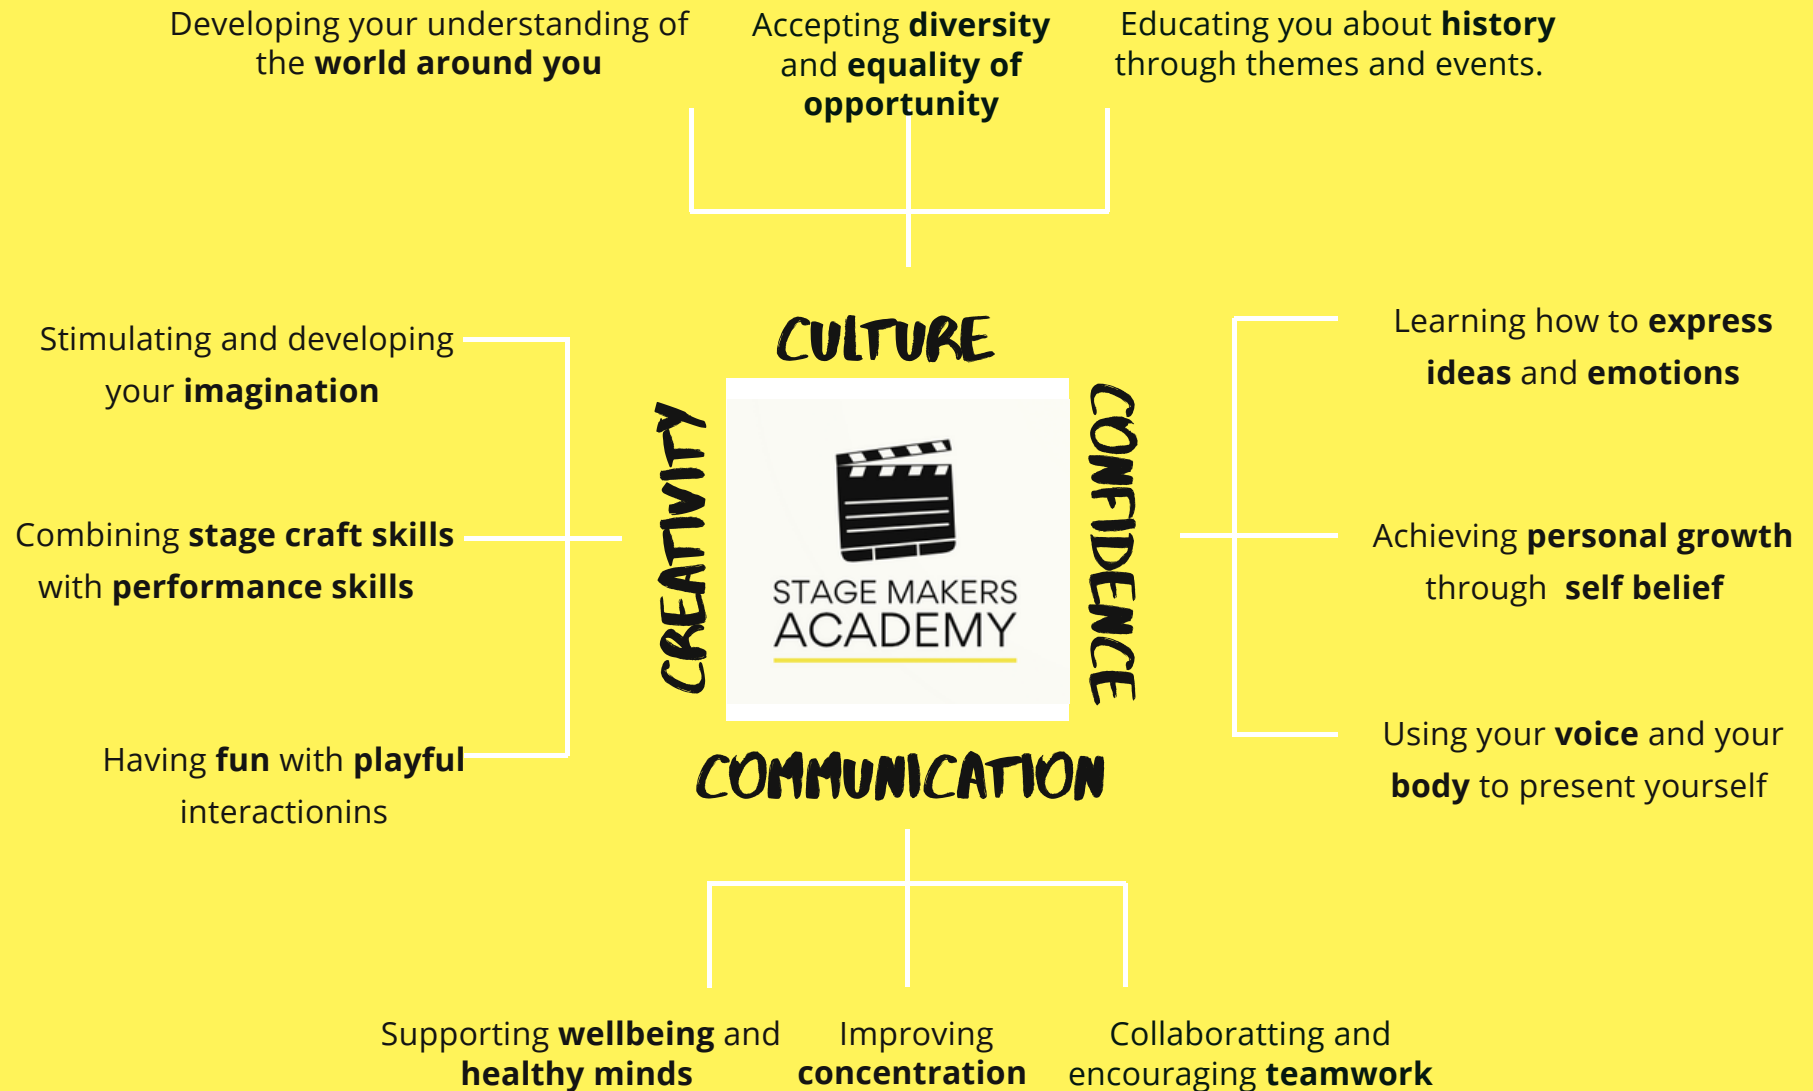 Developing your understanding of
the world around you
Accepting diversity
and equality of
opportunity
Educating you about history
through themes and events.
CULTURE
Stimulating and developing
your imagination
Combining stage craft skills
with performance skills
Having fun with playful
interactionins
CREATIVITY
STAGE MAKERS
ACADEMY
CONFIDENCE
Learning how to express
ideas and emotions
Achieving personal growth
through self belief
Using your voice and your
body to present yourself
COMMUNICATION
Supporting wellbeing and
healthy minds
Improving
concentration
Collaboratting and
encouraging teamwork